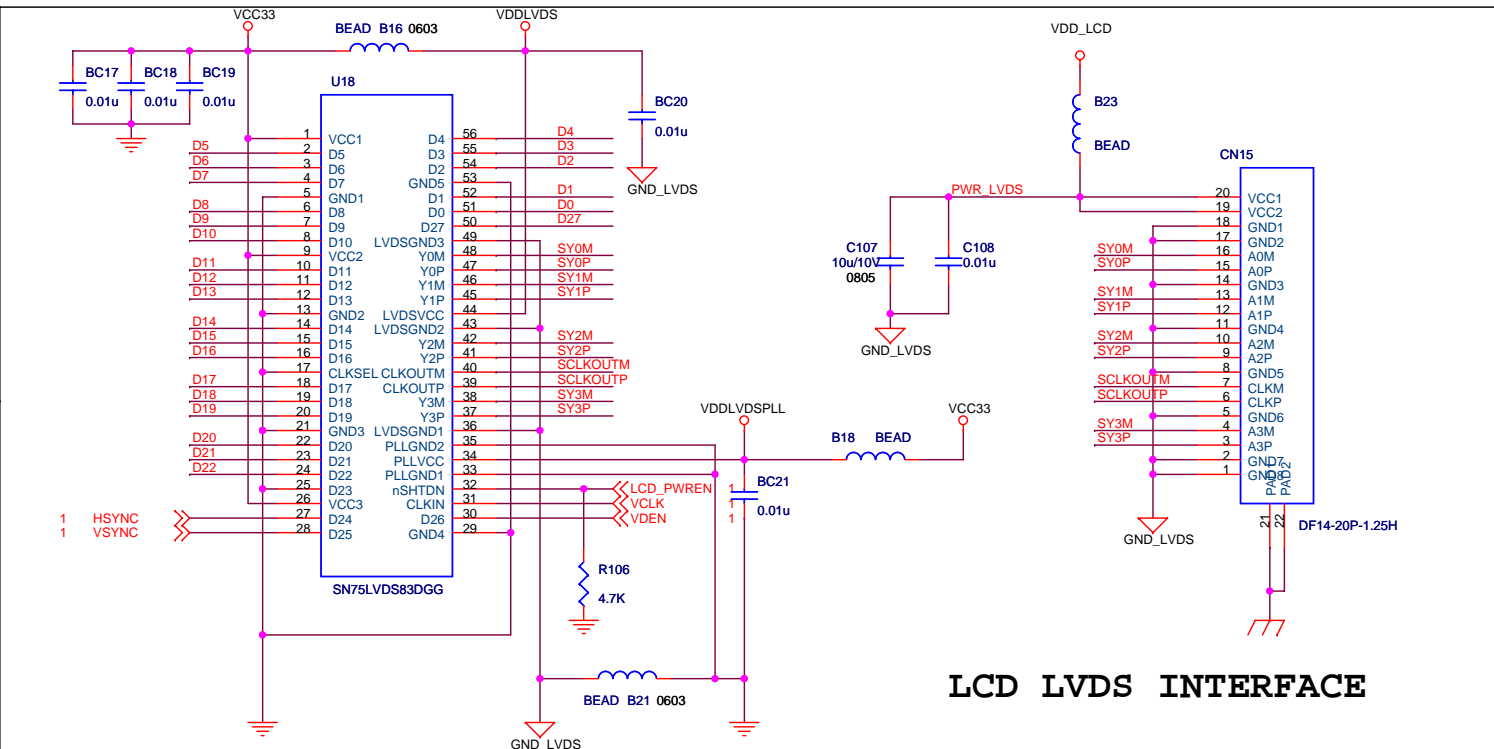 VCC33
BEAD B16 0603
VDDLVDS
BC17
0.01u
BC18
0.01u
BC19
0.01u
BC20
0.01u
GND_LVDS
U18
1 VCC1
D5 2 D5
D6 3 D6
D7 4 D7
5 GND1
D8 6 D8
D9 7 D9
D10 8 D10
9 VCC2
D11 10 D11
D12 11 D12
D13 12 D13
13 GND2
D14 14 D14
D15 15 D15
D16 16 D16
17 CLKSEL
D17 18 D17
D18 19 D18
D19 20 D19
21 GND3
D20 22 D20
D21 23 D21
D22 24 D22
25 D23
26 VCC3
1 HSYNC 27 D24
1 VSYNC 28 D25
D4 56 D4
D3 55 D3
D2 54 D2
GND5 53
D1 52 D1
D0 51 D0
D27 50 D27
LVDSGND3 49
Y0M 48 SY0M
Y0P 47 SY0P
Y1M 46 SY1M
Y1P 45 SY1P
LVDSVCC 44
LVDSGND2 43
Y2M 42 SY2M
Y2P 41 SY2P
CLKOUTM 40 SCLKOUTM
CLKOUTP 39 SCLKOUTP
Y3M 38 SY3M
Y3P 37 SY3P
LVDSGND1 36
PLLGND2 35
PLLVCC 34
PLLGND1 33
nSHTDN 32 LCD_PWREN 1
CLKIN 31 VCLK 1
D26 30 VDEN 1
GND4 29
SN75LVDS83DGG
R106
4.7K
BEAD B21 0603
GND_LVDS
VDDLVDSPLL
B18 BEAD
VCC33
BC21
0.01u
VDD_LCD
B23
BEAD
PWR_LVDS
C107
10u/10V
0805
C108
0.01u
GND_LVDS
CN15
20 VCC1
19 VCC2
18 GND1
17 GND2
SY0M 16 A0M
SY0P 15 A0P
14 GND3
SY1M 13 A1M
SY1P 12 A1P
11 GND4
SY2M 10 A2M
SY2P 9 A2P
8 GND5
SCLKOUTM 7 CLKM
SCLKOUTP 6 CLKP
5 GND6
SY3M 4 A3M
SY3P 3 A3P
2 GND7
1 GND8
PAD1
PAD2
21
22
DF14-20P-1.25H
GND_LVDS
LCD LVDS INTERFACE